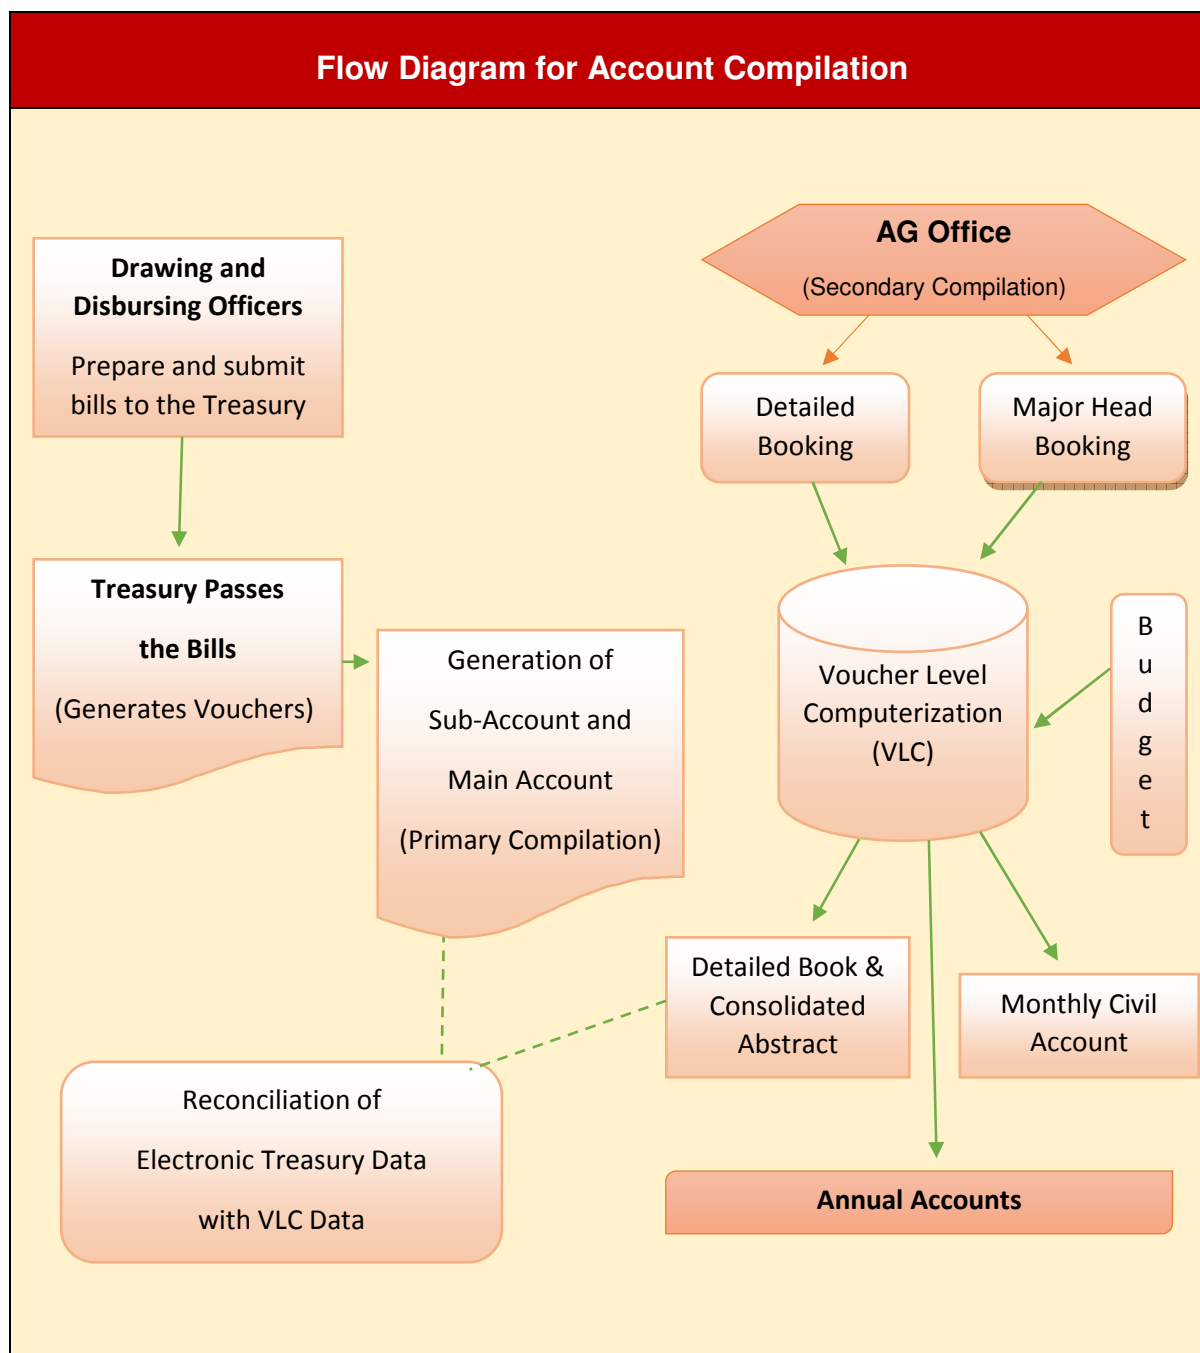 Flow Diagram for Account Compilation
Drawing and
Disbursing Officers
Prepare and submit
bills to the Treasury
Treasury Passes
the Bills
(Generates Vouchers)
Generation of
Sub-Account and
Main Account
(Primary Compilation)
Reconciliation of
Electronic Treasury Data
with VLC Data
AG Office
(Secondary Compilation)
Detailed
Booking
Major Head
Booking
Voucher Level
Computerization
(VLC)
B
u
d
g
e
t
Detailed Book &
Consolidated
Abstract
Monthly Civil
Account
Annual Accounts